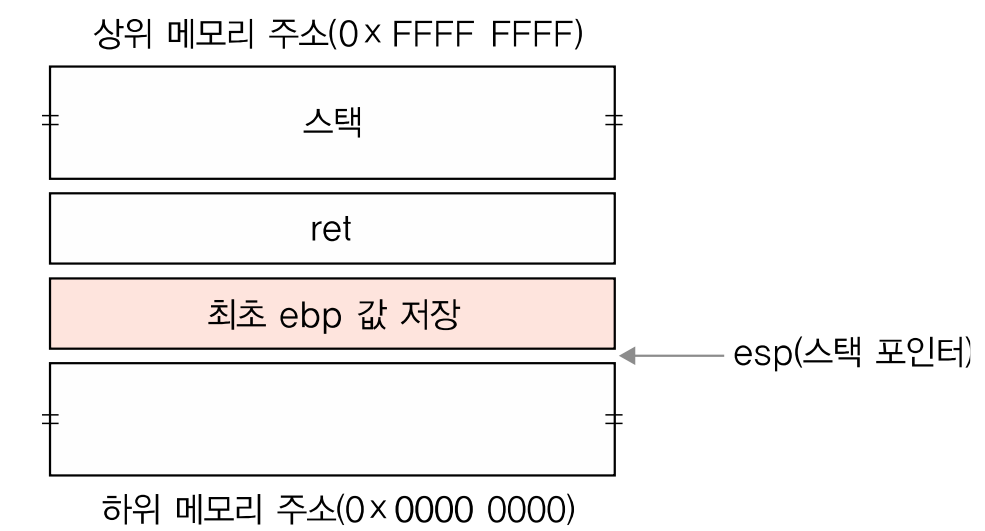 상위 메모리 주소(0×FFFF FFFF)
스택
ret
최초 ebp 값 저장
esp(스택 포인터)
하위 메모리 주소(0×0000 0000)